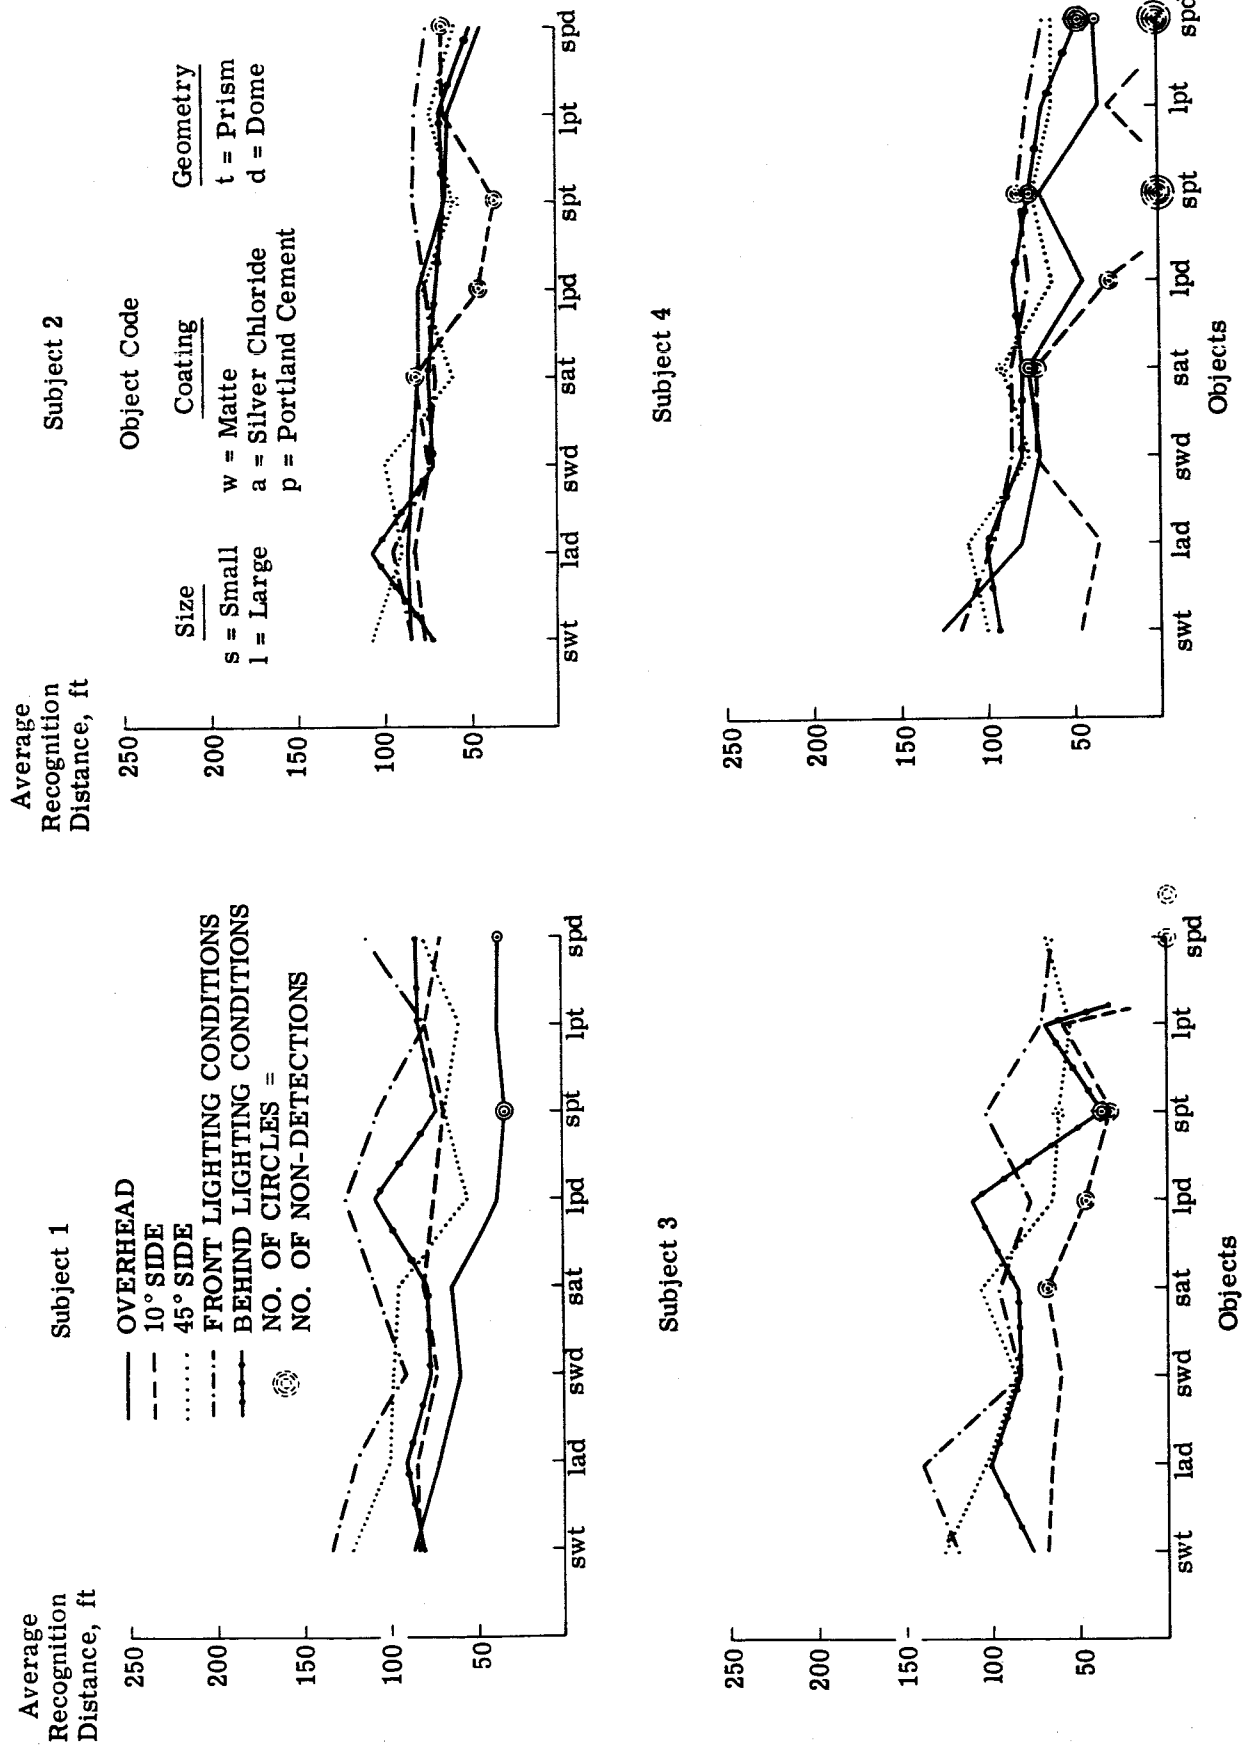 Average
Recognition
Distance, ft
Subject 1
OVERHEAD
10° SIDE
45° SIDE
FRONT LIGHTING CONDITIONS
BEHIND LIGHTING CONDITIONS
NO. OF CIRCLES =
NO. OF NON-DETECTIONS
250
200
150
100
50
swt lad swd sat lpd spt lpt spd
Average
Recognition
Distance, ft
Subject 2
Object Code
Size Coating Geometry
s = Small w = Matte t = Prism
l = Large a = Silver Chloride d = Dome
p = Portland Cement
250
200
150
100
50
swt lad swd sat lpd spt lpt spd
Subject 3
250
200
150
100
50
swt lad swd sat lpd spt lpt spd
Objects
Subject 4
250
200
150
100
50
swt lad swd sat lpd spt lpt spd
Objects